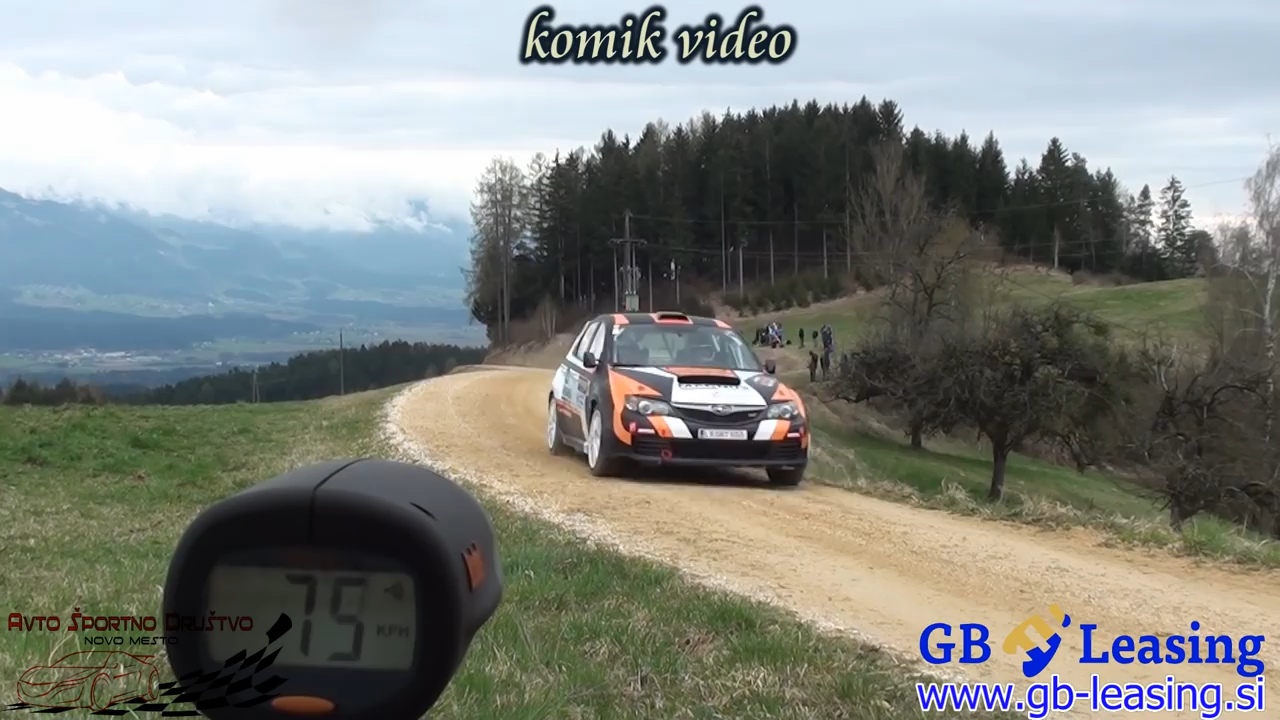 komik video
75
KPH
AVTO ŠPORTNO DRUŠTVO
NOVO MESTO
GB Leasing
www.gb-leasing.si